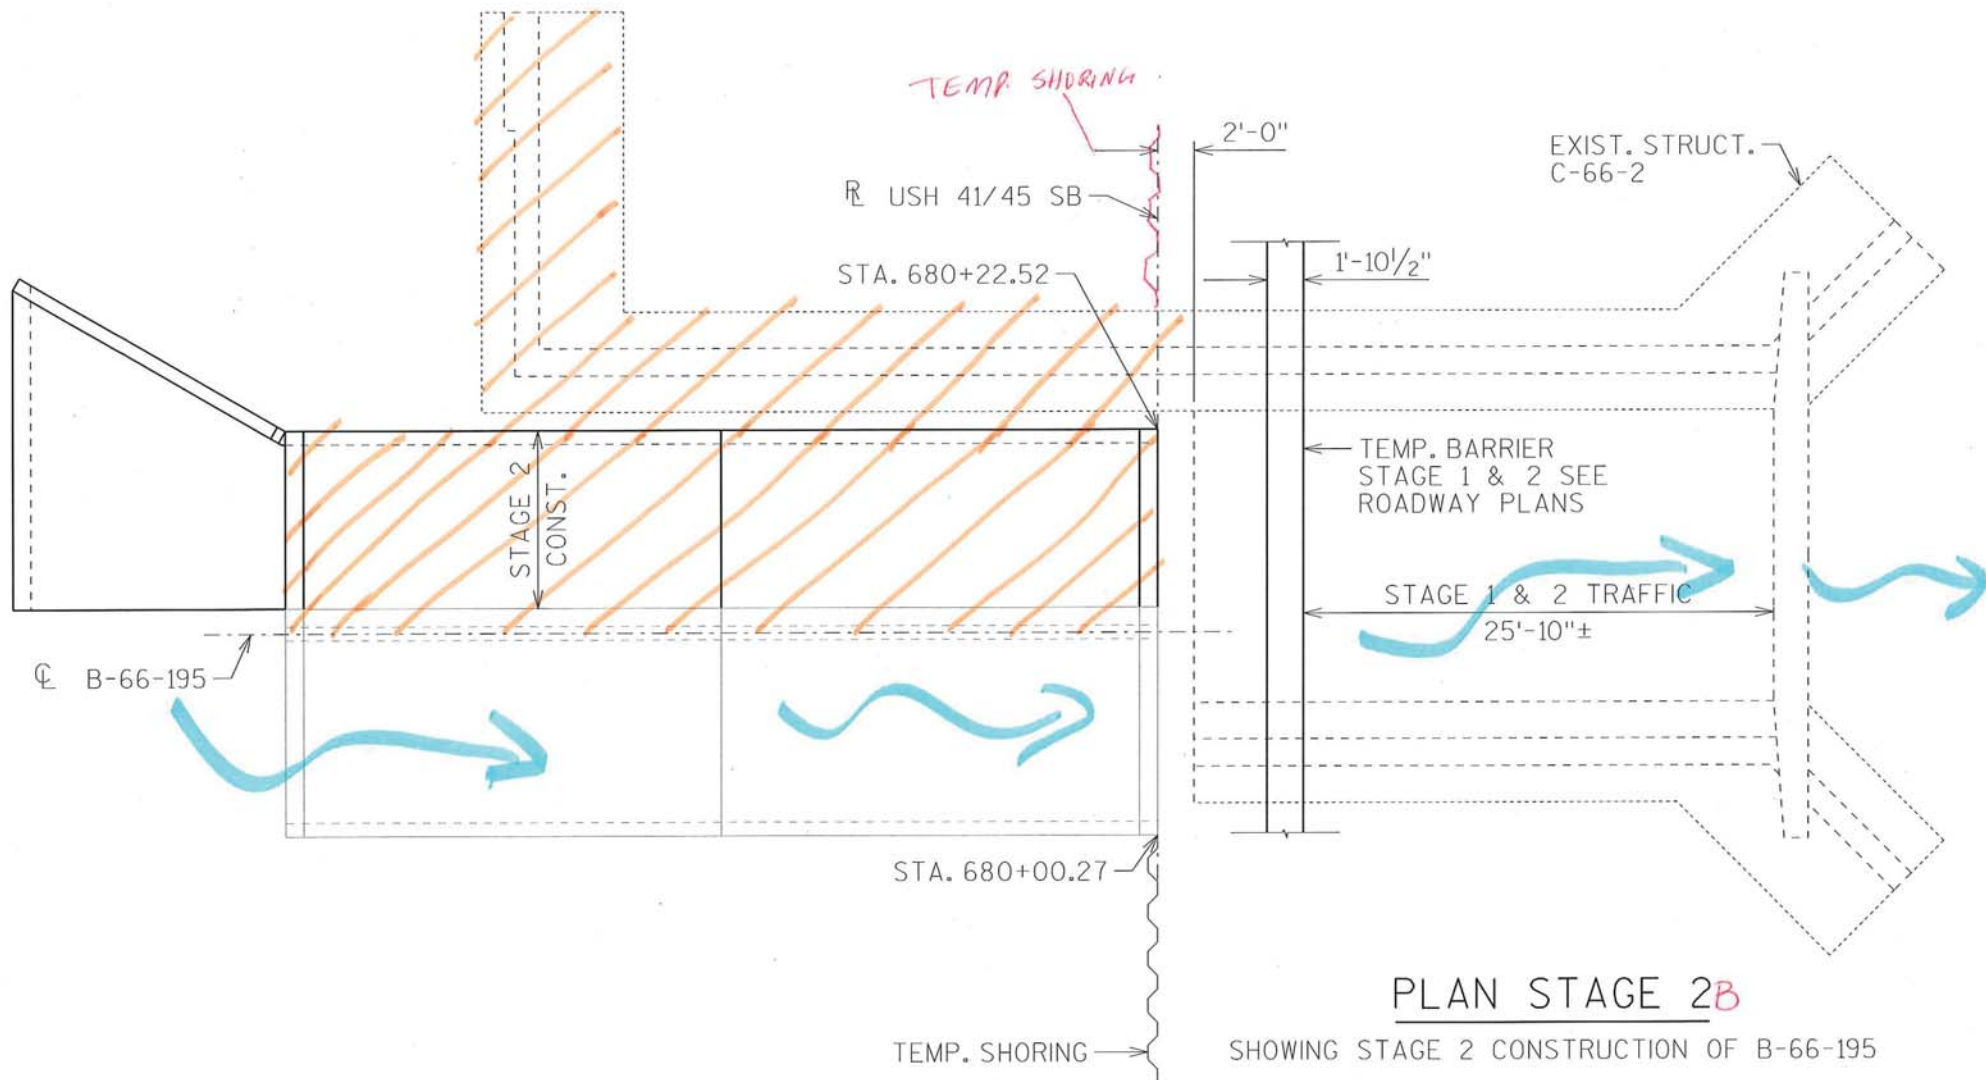 TEMP. SHORING
2'-0"
EXIST. STRUCT.
C-66-2
℞ USH 41/45 SB
STA. 680+22.52
1'-10 1/2"
STAGE 2
CONST.
TEMP. BARRIER
STAGE 1 & 2 SEE
ROADWAY PLANS
STAGE 1 & 2 TRAFFIC
25'-10"±
℄ B-66-195
STA. 680+00.27
PLAN STAGE 2B
TEMP. SHORING
SHOWING STAGE 2 CONSTRUCTION OF B-66-195